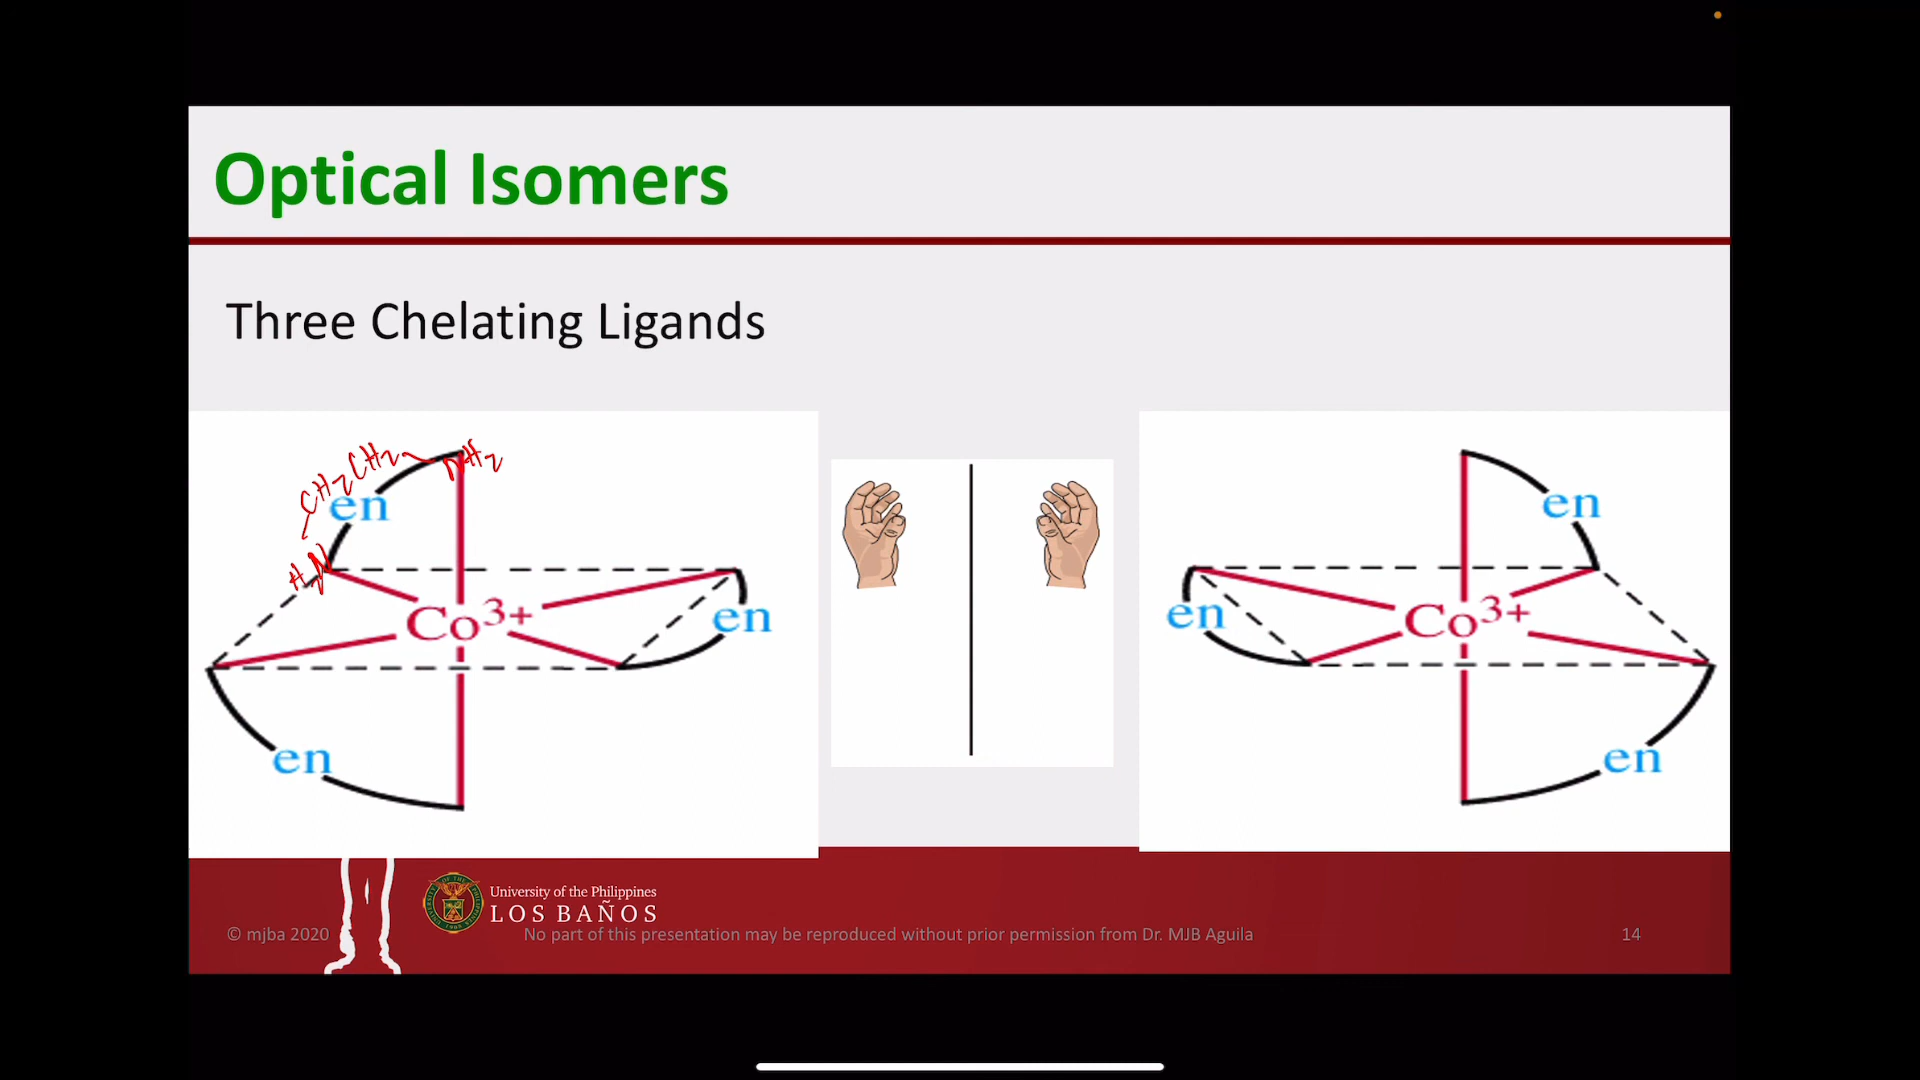 Optical Isomers
Three Chelating Ligands
CH2CH2
NH2
H2N
en
en
en
Co3+
en
en
en
Co3+
University of the Philippines
LOS BAÑOS
© mjba 2020
No part of this presentation may be reproduced without prior permission from Dr. MJB Aguila
14